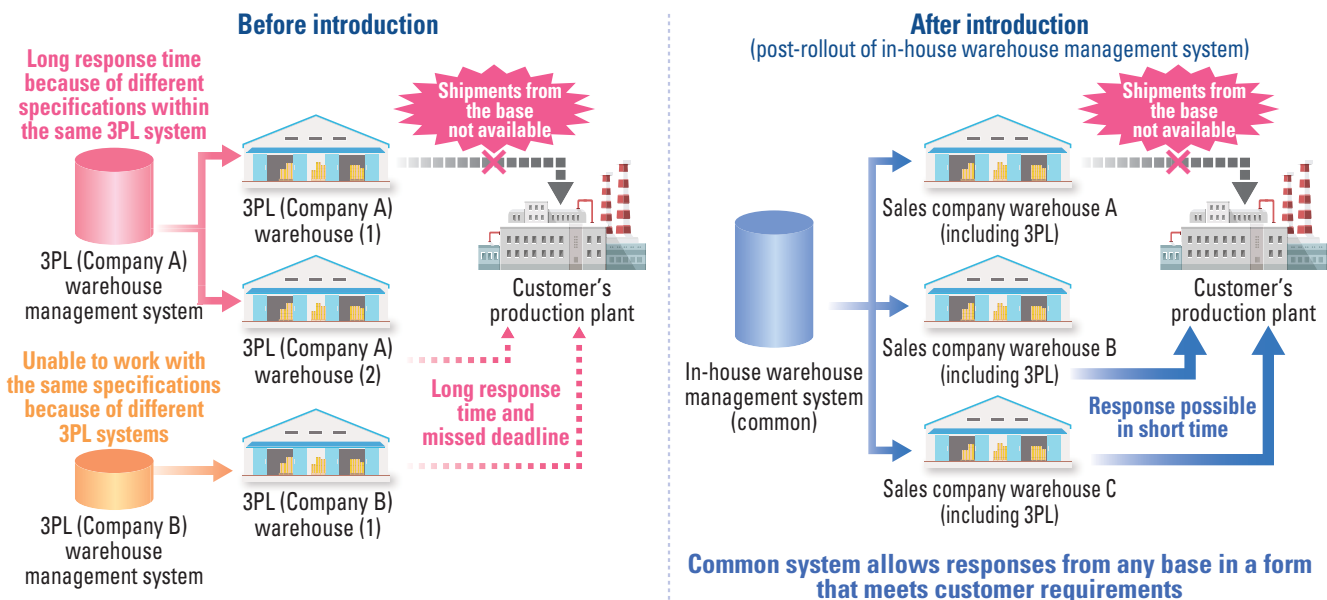 Before introduction
Long response time
because of different
specifications within
the same 3PL system
3PL (Company A)
warehouse
management system
Unable to work with
the same specifications
because of different
3PL systems
3PL (Company B)
warehouse
management system
3PL (Company A)
warehouse (1)
3PL (Company A)
warehouse (2)
3PL (Company B)
warehouse (1)
Shipments from
the base
not available
Customer's
production plant
Long response
time and
missed deadline
After introduction
(post-rollout of in-house warehouse management system)
In-house warehouse
management system
(common)
Sales company warehouse A
(including 3PL)
Sales company warehouse B
(including 3PL)
Sales company warehouse C
(including 3PL)
Shipments from
the base
not available
Customer's
production plant
Response possible
in short time
Common system allows responses from any base in a form
that meets customer requirements